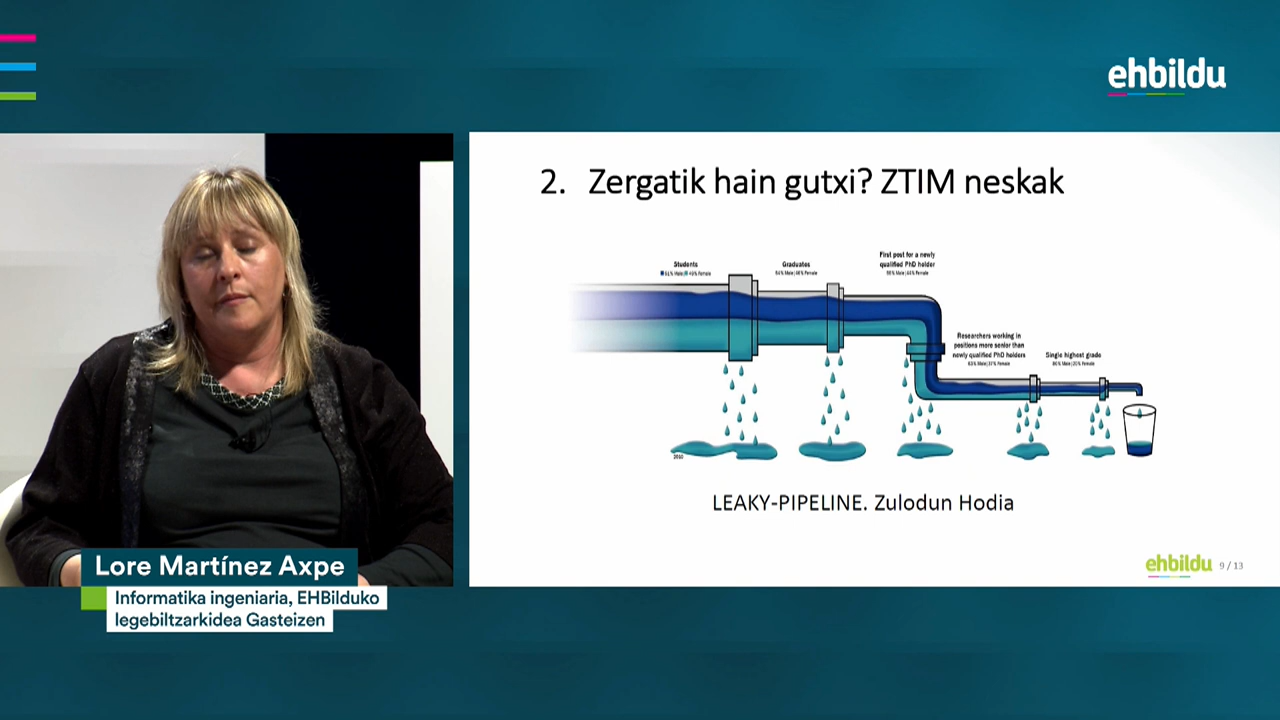 ehbildu
2. Zergatik hain gutxi? ZTIM neskak
Students
Graduates
First post for a newly
qualified PhD holder
Researchers working in
positions more senior than
newly qualified PhD holders
Single highest grade
2010
LEAKY-PIPELINE. Zulodun Hodia
ehbildu 9 / 13
Lore Martínez Axpe
Informatika ingeniaria, EHBilduko
legebiltzarkidea Gasteizen